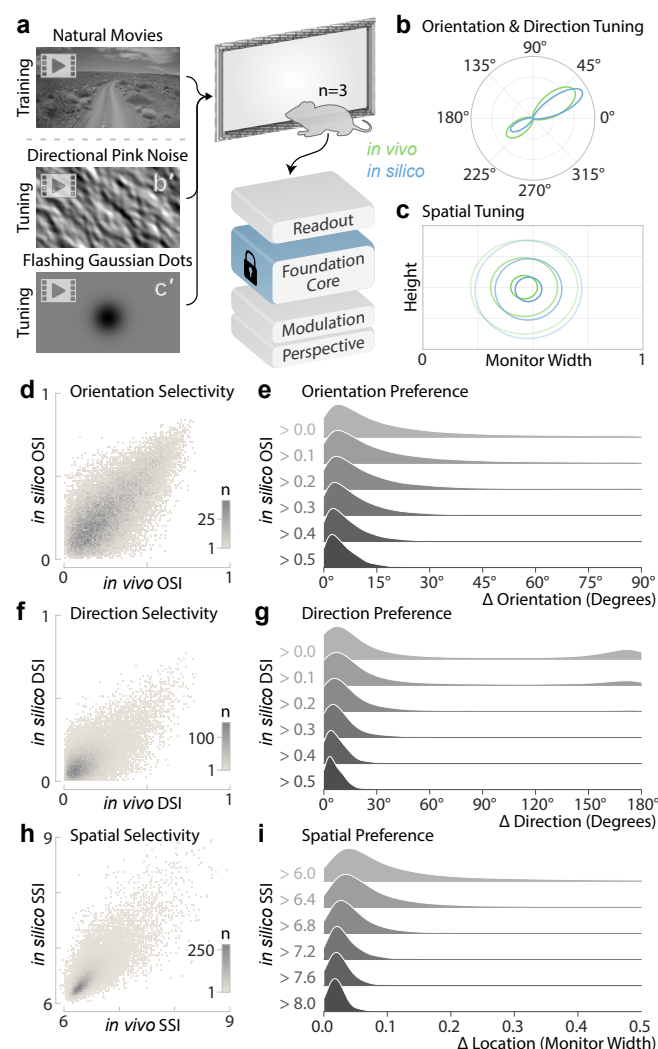 a
Natural Movies
Training
Directional Pink Noise
Tuning
b′
Flashing Gaussian Dots
Tuning
c′
n=3
in vivo
in silico
Readout
Foundation
Core
Modulation
Perspective
b
Orientation & Direction Tuning
90°
135° 45°
180° 0°
225° 315°
270°
c Spatial Tuning
Height
0 Monitor Width 1
d Orientation Selectivity
1
in silico OSI
n
25
1
0
0 in vivo OSI 1
e Orientation Preference
in silico OSI
> 0.0
> 0.1
> 0.2
> 0.3
> 0.4
> 0.5
0° 15° 30° 45° 60° 75° 90°
Δ Orientation (Degrees)
f Direction Selectivity
1
in silico DSI
n
100
1
0
0 in vivo DSI 1
g Direction Preference
in silico DSI
> 0.0
> 0.1
> 0.2
> 0.3
> 0.4
> 0.5
0° 30° 60° 90° 120° 150° 180°
Δ Direction (Degrees)
h Spatial Selectivity
9
in silico SSI
n
250
1
6
6 in vivo SSI 9
i Spatial Preference
in silico SSI
> 6.0
> 6.4
> 6.8
> 7.2
> 7.6
> 8.0
0.0 0.1 0.2 0.3 0.4 0.5
Δ Location (Monitor Width)